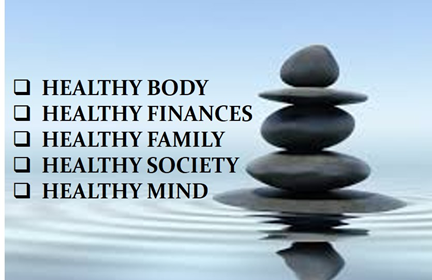 ❑ HEALTHY BODY
❑ HEALTHY FINANCES
❑ HEALTHY FAMILY
❑ HEALTHY SOCIETY
❑ HEALTHY MIND